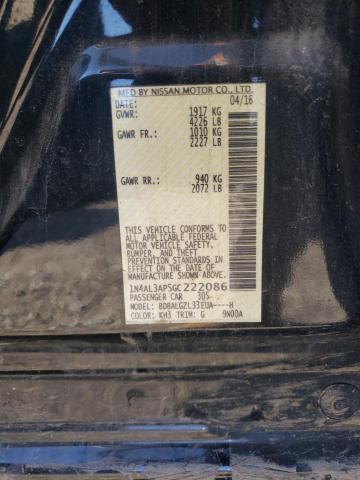 MFD BY NISSAN MOTOR CO., LTD
DATE: 04/16
GVWR: 1917 KG
4226 LB
GAWR FR: 1010 KG
2227 LB
GAWR RR: 940 KG
2072 LB
THIS VEHICLE CONFORMS TO
ALL APPLICABLE FEDERAL
MOTOR VEHICLE SAFETY,
BUMPER, AND THEFT
PREVENTION STANDARDS
IN EFFECT ON THE DATE OF
MANUFACTURE SHOWN ABOVE.
1N4AL3AP5GC222086
PASSENGER CAR 305
MODEL: BDBALGZL33EUA----H
COLOR: KH3 TRIM: G 9N00A